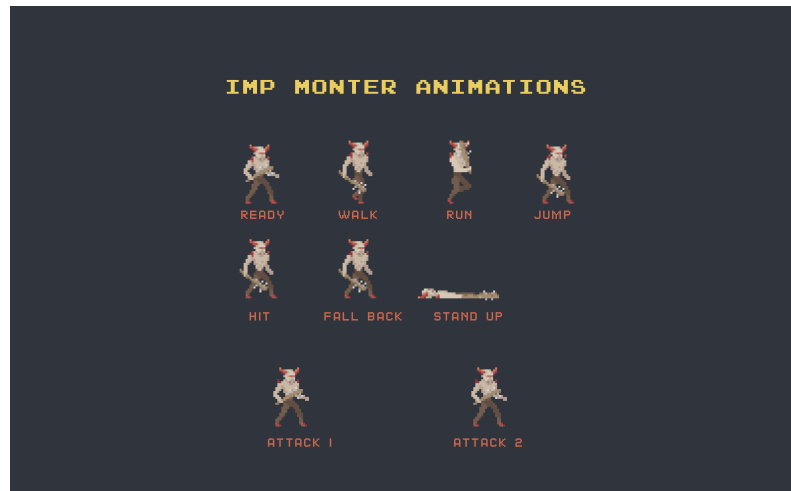 IMP MONTER ANIMATIONS
READY WALK RUN JUMP
HIT FALL BACK STAND UP
ATTACK 1 ATTACK 2